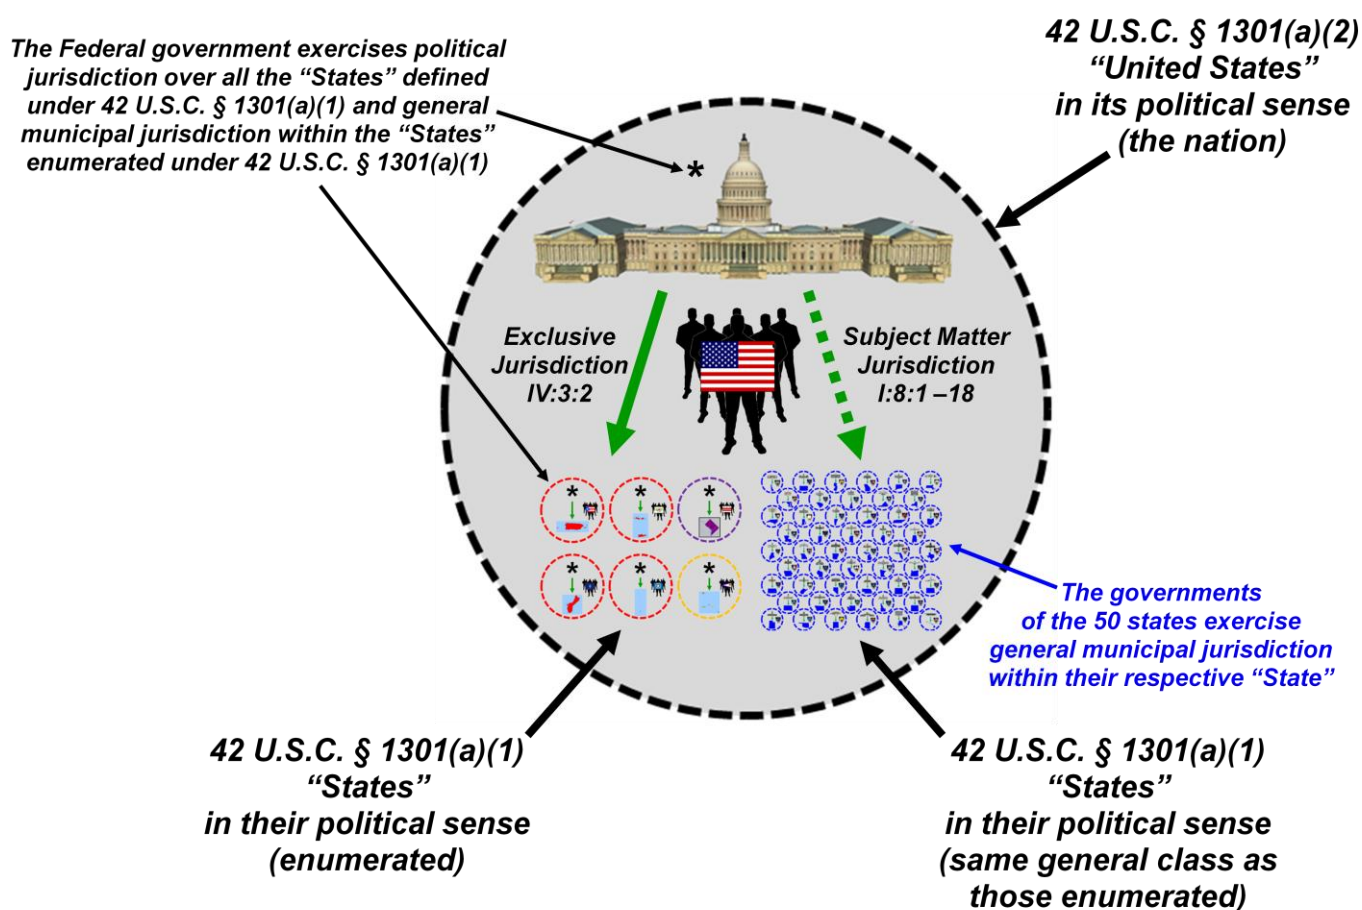 The Federal government exercises political
jurisdiction over all the “States” defined
under 42 U.S.C. § 1301(a)(1) and general
municipal jurisdiction within the “States”
enumerated under 42 U.S.C. § 1301(a)(1)
42 U.S.C. § 1301(a)(2)
“United States”
in its political sense
(the nation)
*
Exclusive
Jurisdiction
IV:3:2
Subject Matter
Jurisdiction
I:8:1 –18
* * *
* * *
The governments
of the 50 states exercise
general municipal jurisdiction
within their respective “State”
42 U.S.C. § 1301(a)(1)
“States”
in their political sense
(enumerated)
42 U.S.C. § 1301(a)(1)
“States”
in their political sense
(same general class as
those enumerated)